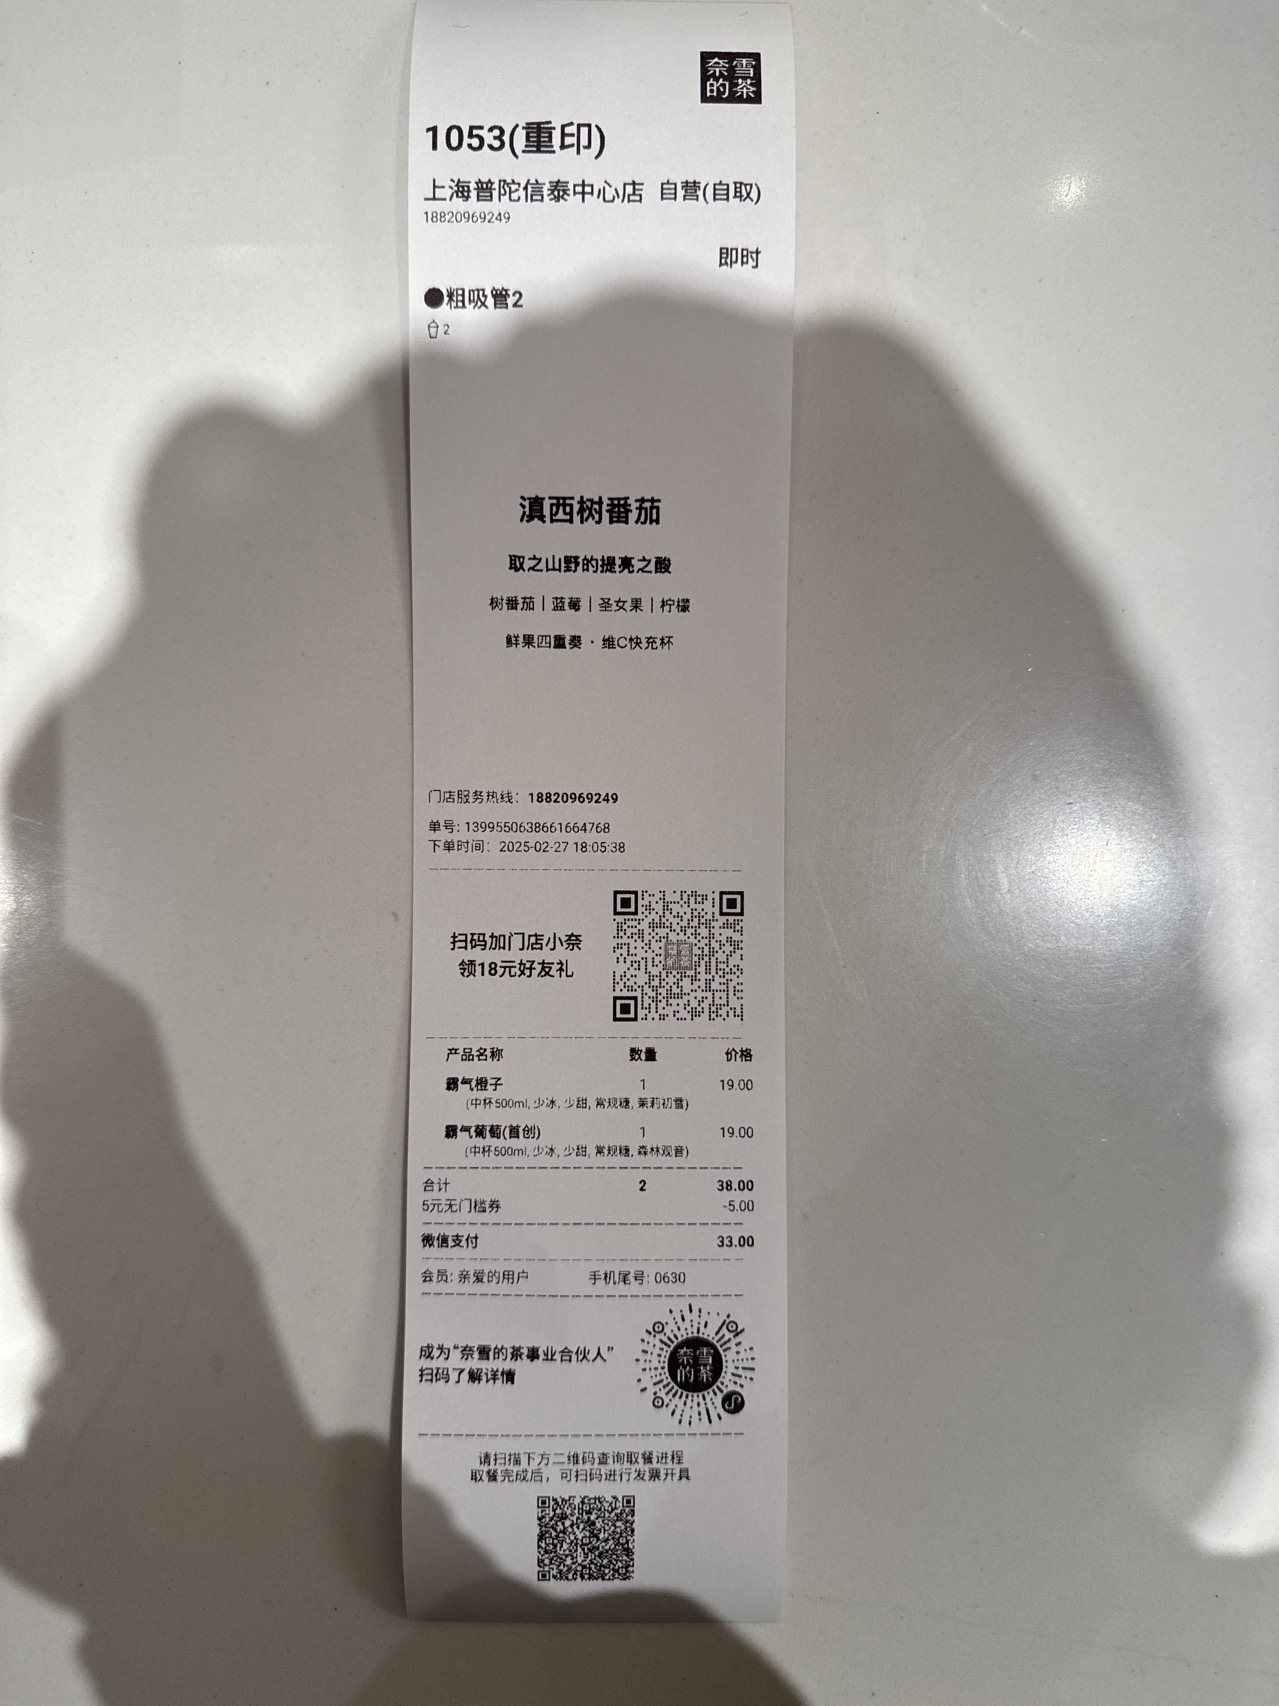 奈雪
的茶
1053(重印)
上海普陀信泰中心店 自营(自取)
18820969249
即时
●粗吸管2
2
滇西树番茄
取之山野的提亮之酸
树番茄|蓝莓|圣女果|柠檬
鲜果四重奏·维C快充杯
门店服务热线：18820969249
单号: 1399550638661664768
下单时间：2025-02-27 18:05:38
扫码加门店小奈
领18元好友礼
产品名称 数量 价格
霸气橙子 1 19.00
(中杯500ml, 少冰, 少甜, 常规糖, 茉莉初雪)
霸气葡萄(首创) 1 19.00
(中杯500ml, 少冰, 少甜, 常规糖, 森林观音)
合计 2 38.00
5元无门槛券 -5.00
微信支付 33.00
会员: 亲爱的用户 手机尾号: 0630
成为“奈雪的茶事业合伙人”
扫码了解详情
奈雪
的茶
请扫描下方二维码查询取餐进程
取餐完成后，可扫码进行发票开具